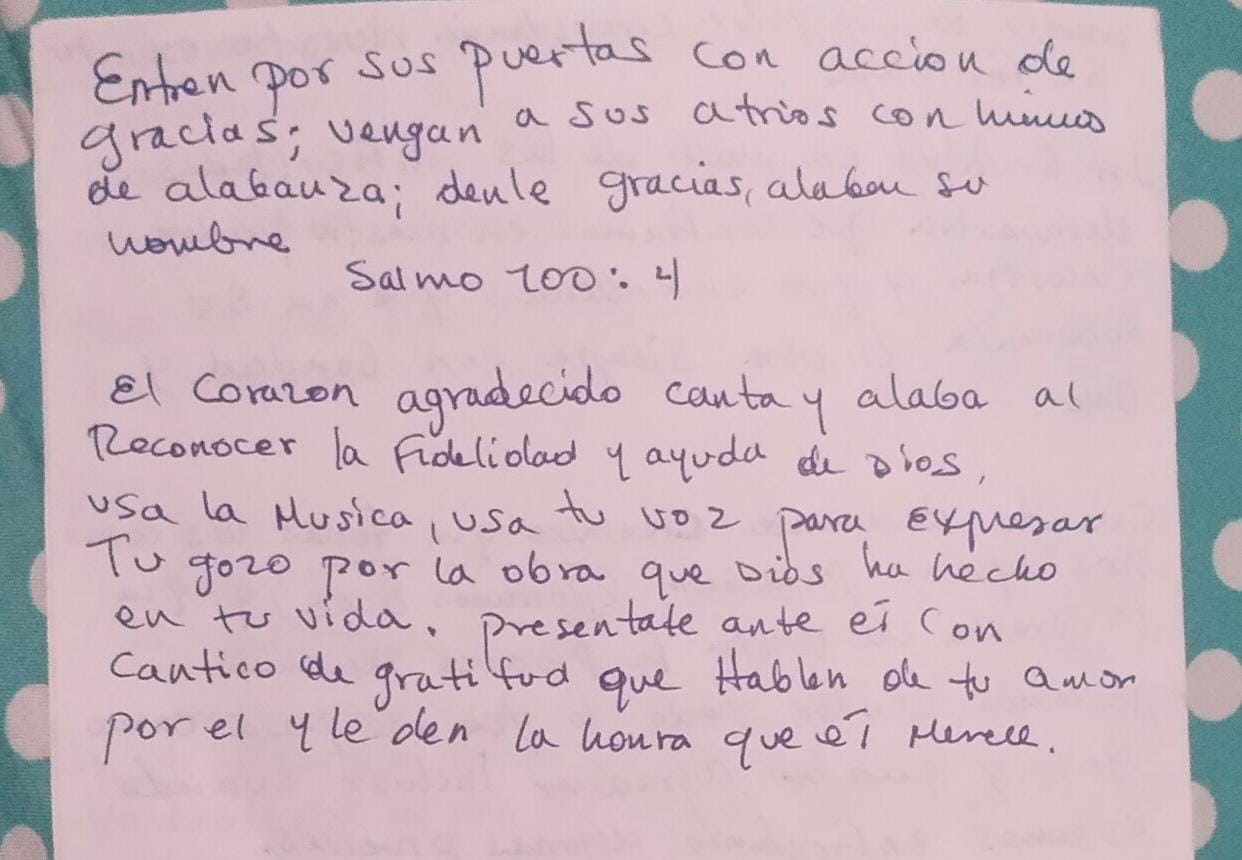 Entren por sus puertas con accion de
gracias; vengan a sus atrios con himnos
de alabanza; denle gracias, alaben su
nombre
Salmo 100:4
El Corazon agradecido canta y alaba al
Reconocer la Fidelidad y ayuda de Dios,
usa la Musica, usa tu voz para Expresar
Tu gozo por la obra que Dios ha hecho
en tu vida. presentate ante él Con
Cantico de gratitud que Hablen de tu amor
por el y le den la honra que él Merece.